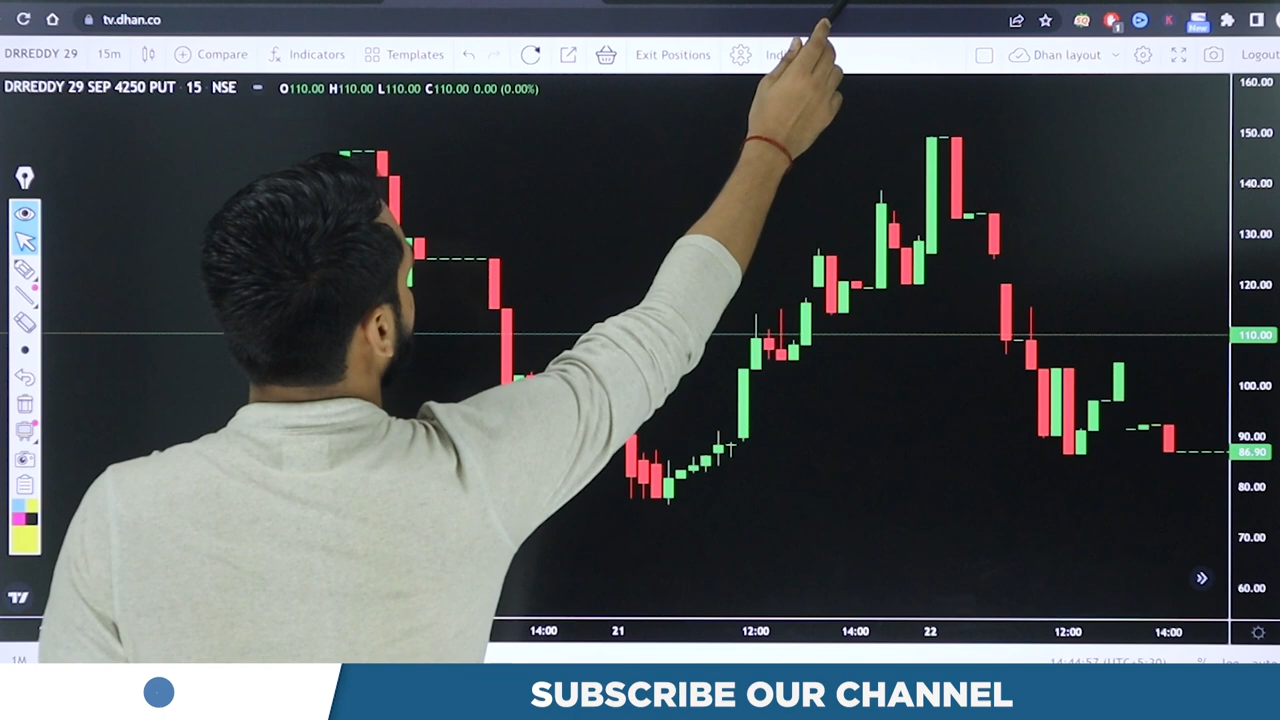 tv.dhan.co
New
1
DRREDDY 29 15m Compare Indicators Templates Exit Positions Dhan layout Logout
DRREDDY 29 SEP 4250 PUT · 15 · NSE O110.00 H110.00 L110.00 C110.00 0.00 (0.00%)
160.00
150.00
140.00
130.00
120.00
110.00
100.00
90.00
86.90
80.00
70.00
60.00
14:00 21 12:00 14:00 22 12:00 14:00
1M
SUBSCRIBE OUR CHANNEL